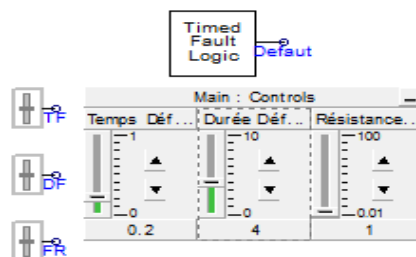 Timed
Fault
Logic
Defaut
Main : Controls
TF
Temps Déf... Durée Déf... Résistance...
1 10 100
DF
0 0 0.01
0.2 4 1
FR